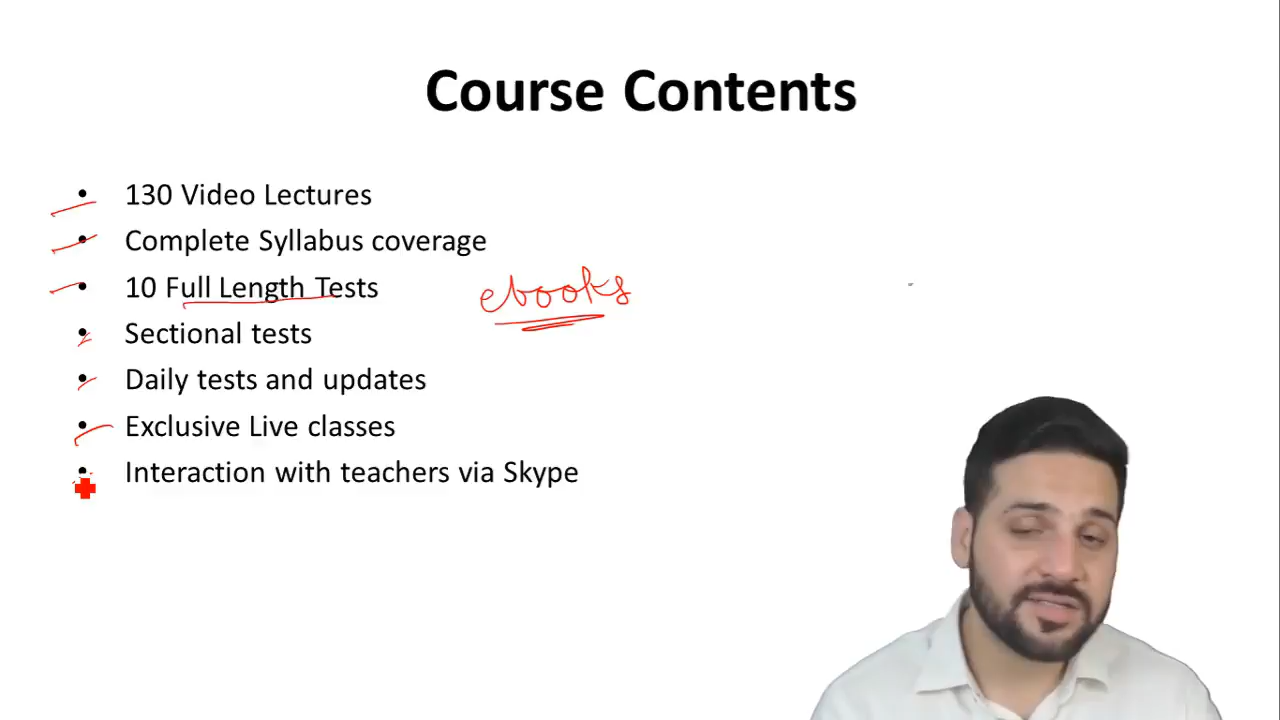 Course Contents
• 130 Video Lectures
• Complete Syllabus coverage
• 10 Full Length Tests
ebooks
• Sectional tests
• Daily tests and updates
• Exclusive Live classes
• Interaction with teachers via Skype